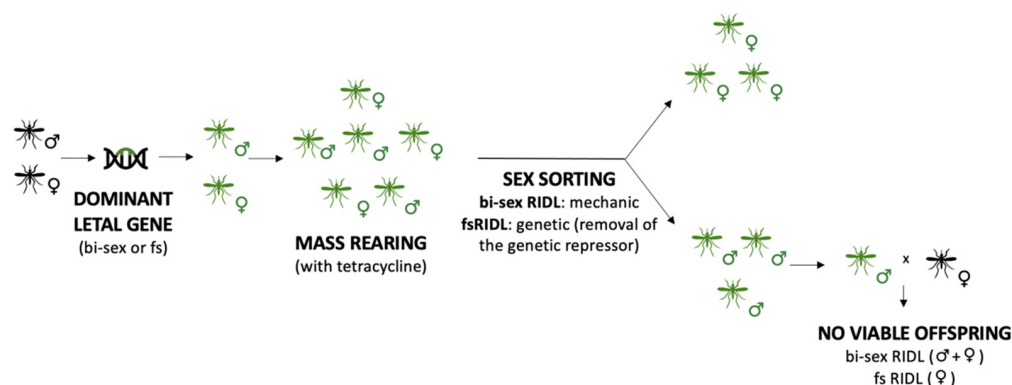 DOMINANT
LETAL GENE
(bi-sex or fs)
MASS REARING
(with tetracycline)
SEX SORTING
bi-sex RIDL: mechanic
fsRIDL: genetic (removal of
the genetic repressor)
♂ x ♀
NO VIABLE OFFSPRING
bi-sex RIDL (♂+♀)
fs RIDL (♀)